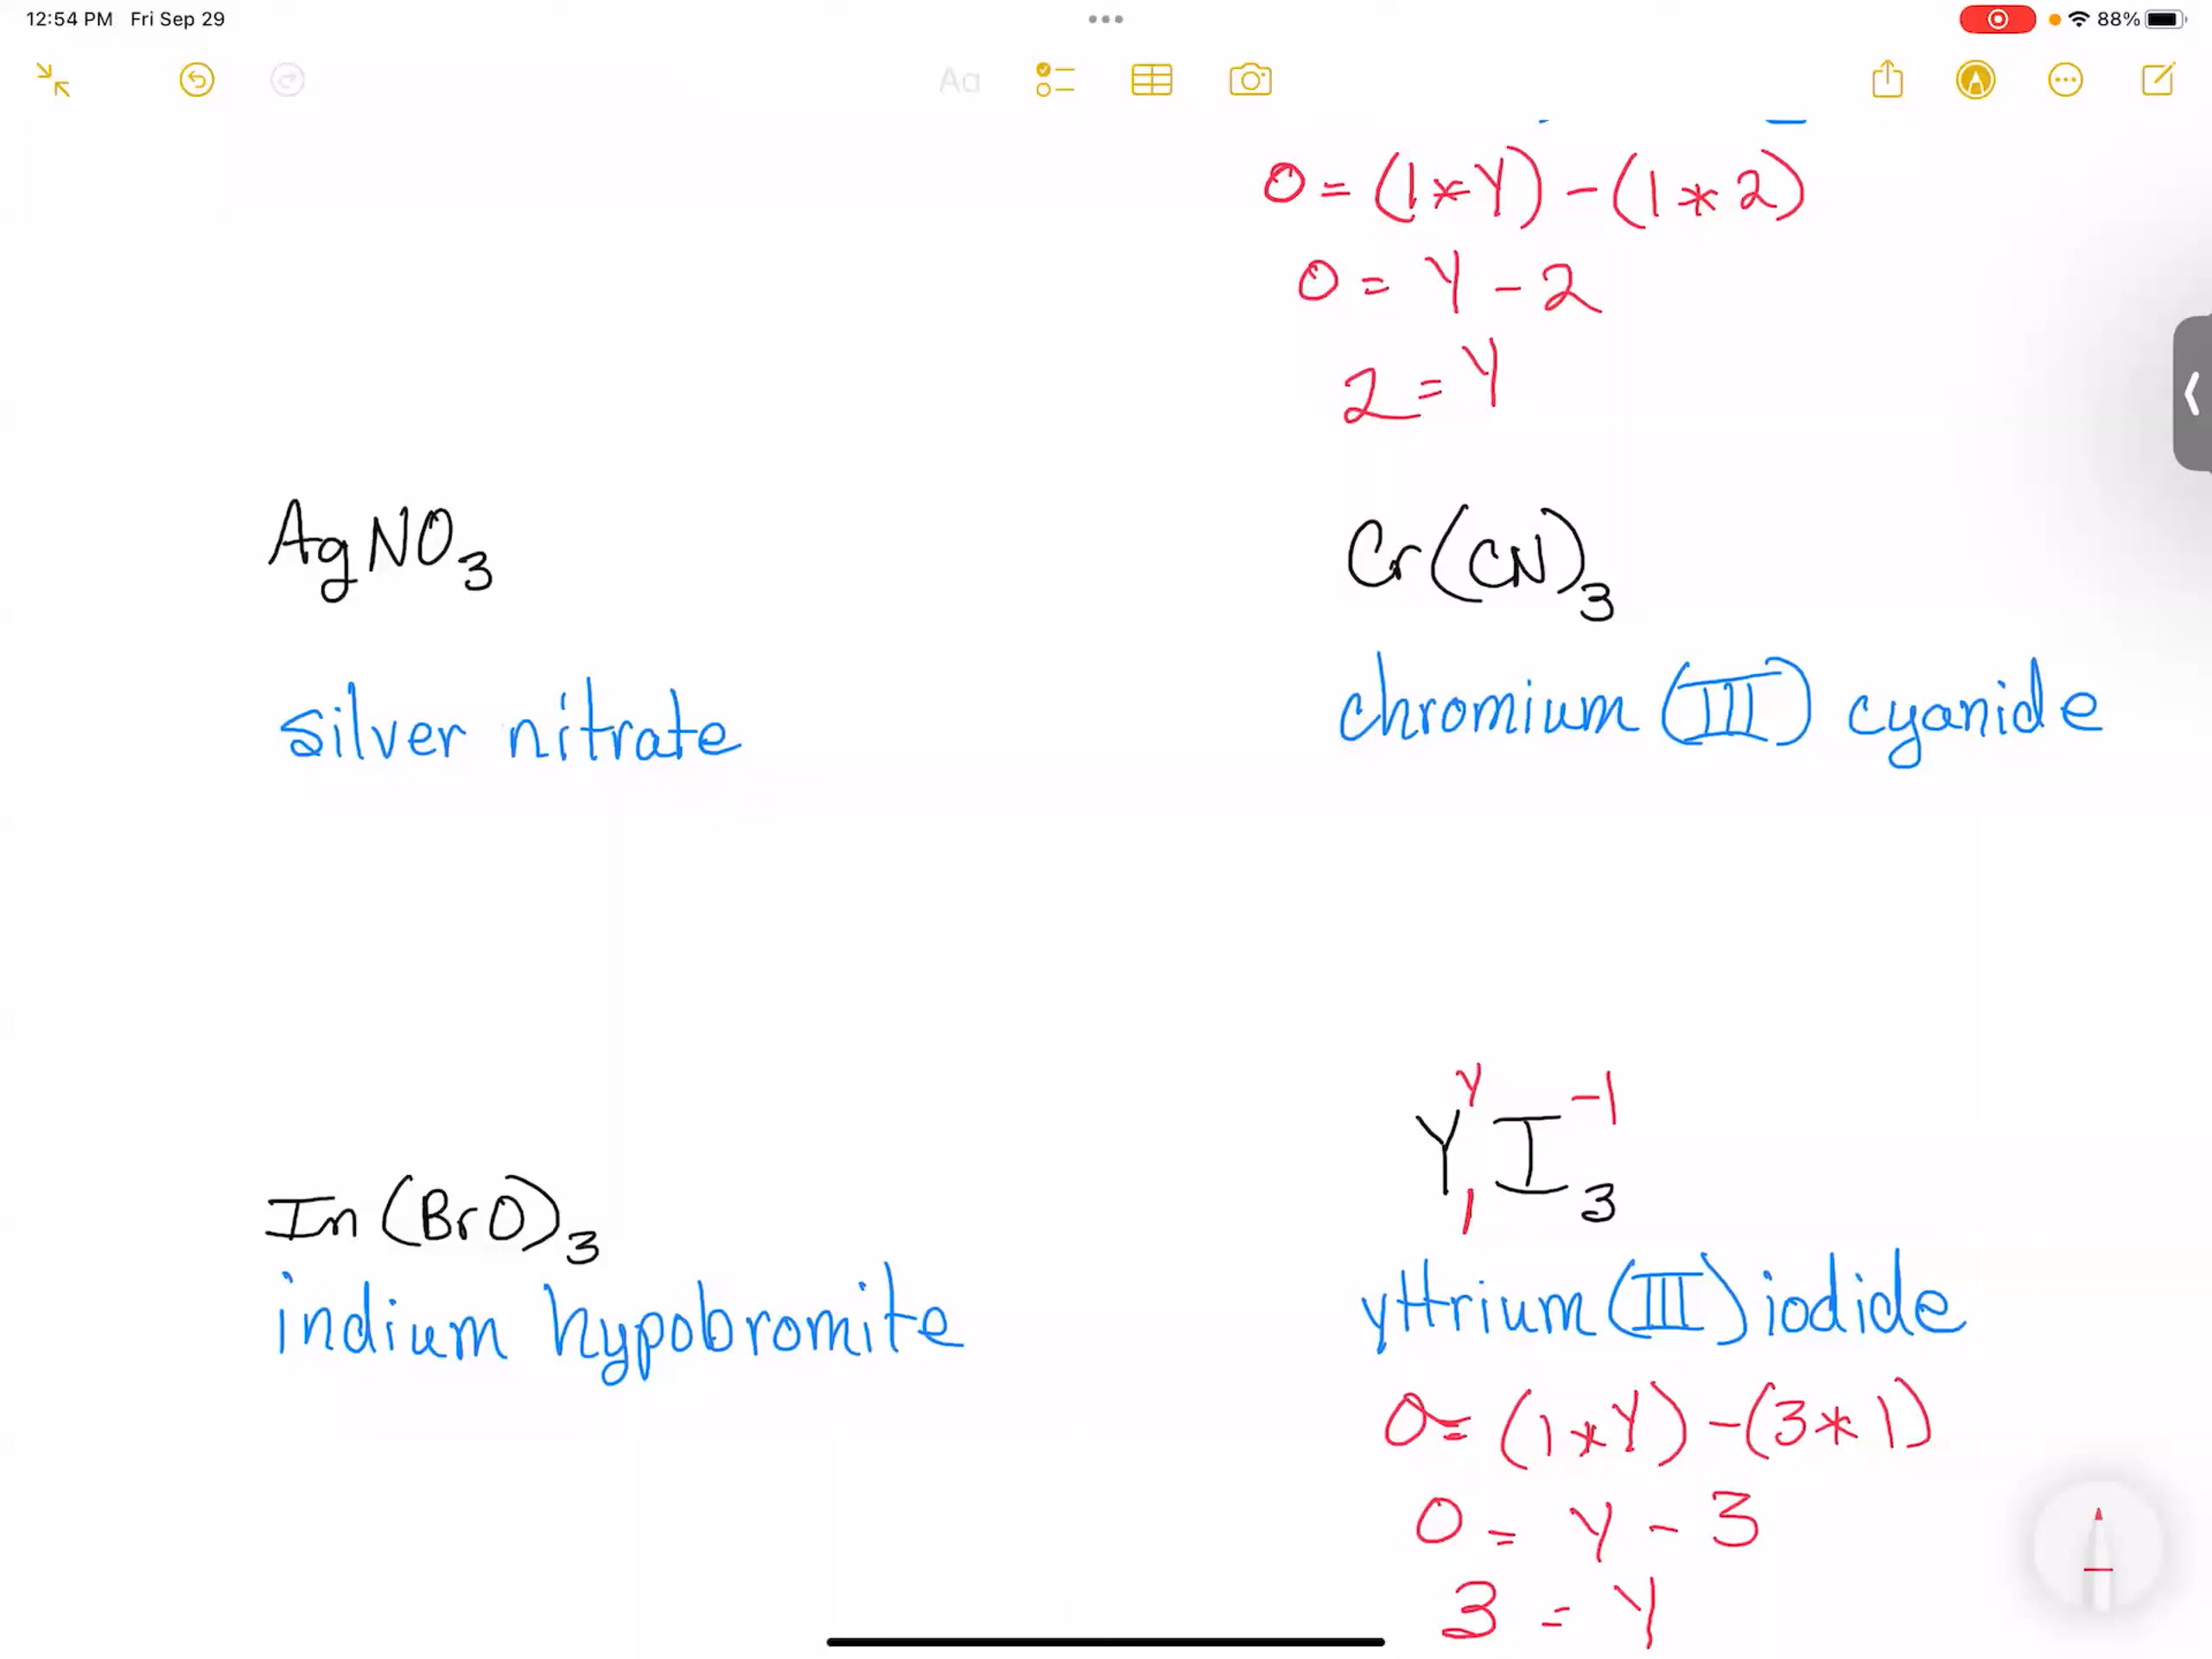 12:54 PM Fri Sep 29
88%
Aa
0 = (1*Y) - (1*2)
0 = Y - 2
2 = Y
AgNO3
silver nitrate
Cr(CN)3
chromium (III) cyanide
In(BrO)3
indium hypobromite
Y Y 1 I -1 3
yttrium (III) iodide
0 = (1*Y) - (3*1)
0 = Y - 3
3 = Y